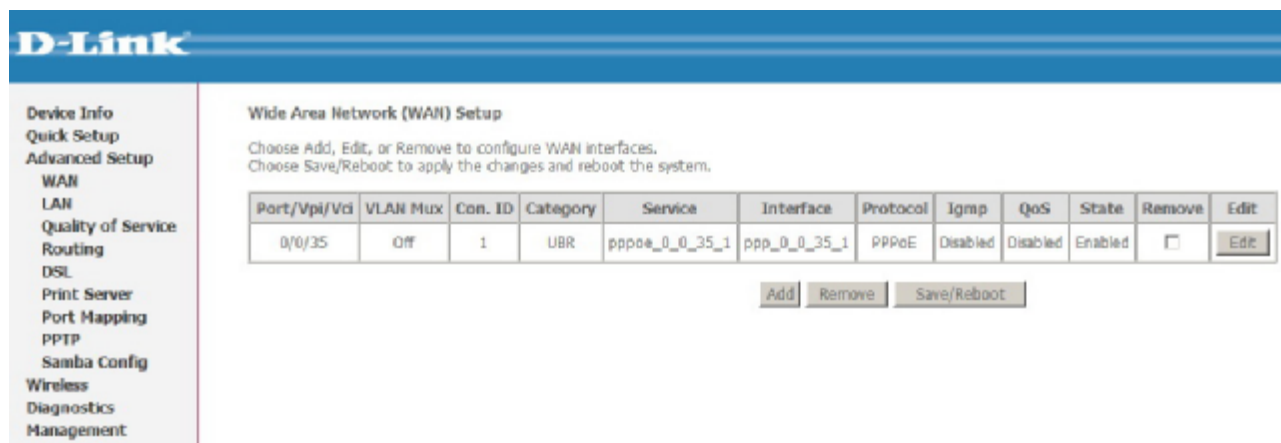 D-Link
Device Info
Quick Setup
Advanced Setup
WAN
LAN
Quality of Service
Routing
DSL
Print Server
Port Mapping
PPTP
Samba Config
Wireless
Diagnostics
Management
Wide Area Network (WAN) Setup
Choose Add, Edit, or Remove to configure WAN interfaces.
Choose Save/Reboot to apply the changes and reboot the system.
Port/Vpi/Vci VLAN Mux Con. ID Category Service Interface Protocol Igmp QoS State Remove Edit
0/0/35 Off 1 UBR pppoe_0_0_35_1 ppp_0_0_35_1 PPPoE Disabled Disabled Enabled Edit
Add Remove Save/Reboot